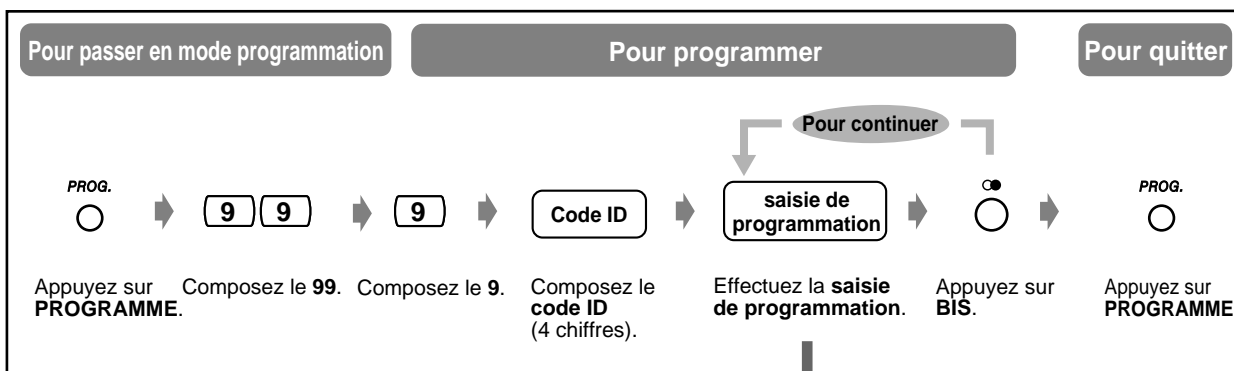 Pour passer en mode programmation
Pour programmer
Pour quitter
Pour continuer
PROG.
9 9
9
Code ID
saisie de
programmation
PROG.
Appuyez sur
PROGRAMME.
Composez le 99.
Composez le 9.
Composez le
code ID
(4 chiffres).
Effectuez la saisie
de programmation.
Appuyez sur
BIS.
Appuyez sur
PROGRAMME